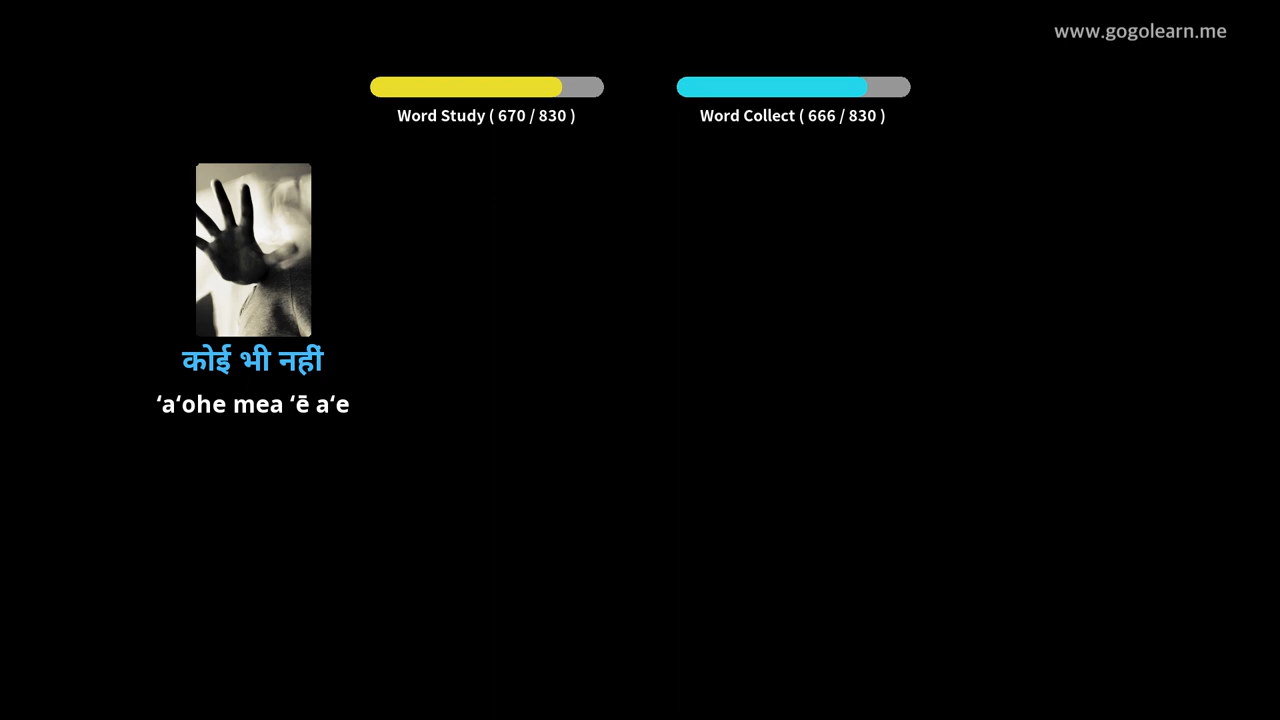 www.gogolearn.me
Word Study ( 670 / 830 )
Word Collect ( 666 / 830 )
कोई भी नहीं
ʻaʻohe mea ʻē aʻe